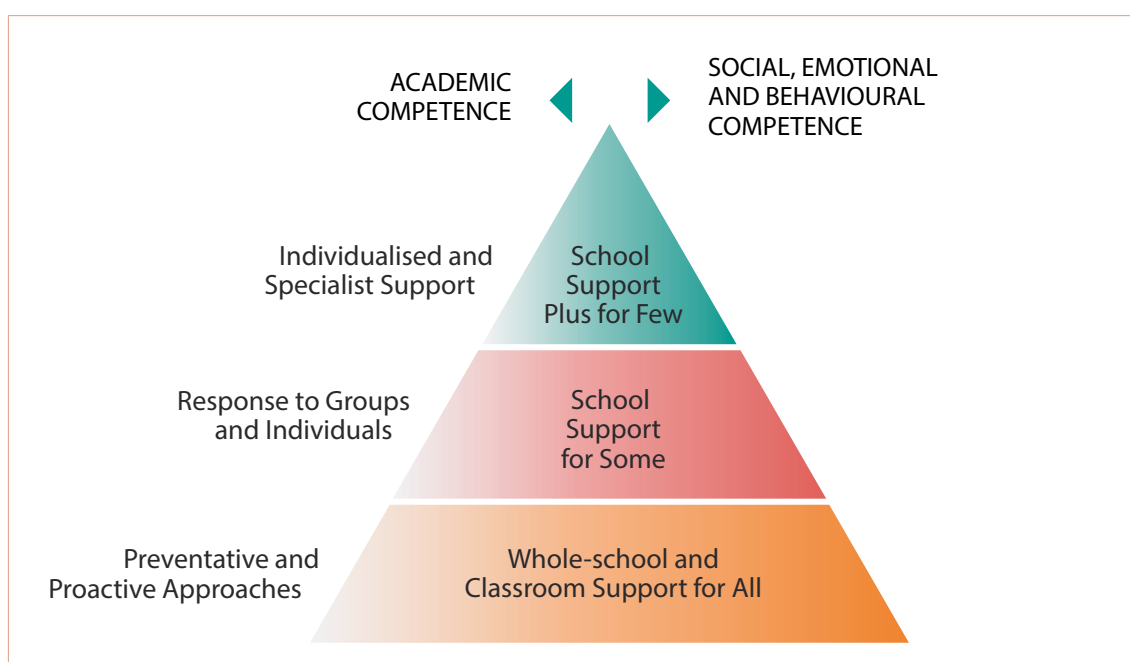 ACADEMIC
COMPETENCE
SOCIAL, EMOTIONAL
AND BEHAVIOURAL
COMPETENCE
Individualised and
Specialist Support
School
Support
Plus for Few
Response to Groups
and Individuals
School
Support
for Some
Preventative and
Proactive Approaches
Whole-school and
Classroom Support for All